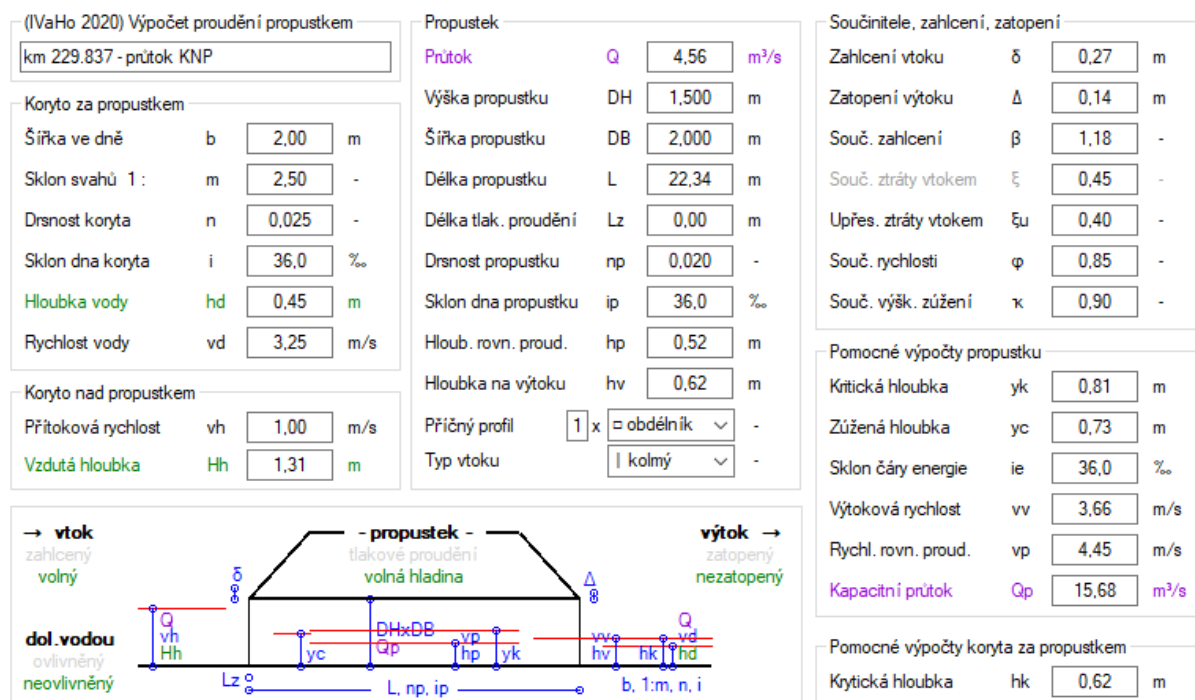 (IVaHo 2020) Výpočet proudění propustkem
km 229.837 - průtok KNP
Koryto za propustkem
Šířka ve dně b 2,00 m
Sklon svahů 1 : m 2,50 -
Drsnost koryta n 0,025 -
Sklon dna koryta i 36,0 ‰
Hloubka vody hd 0,45 m
Rychlost vody vd 3,25 m/s
Koryto nad propustkem
Přítoková rychlost vh 1,00 m/s
Vzdutá hloubka Hh 1,31 m
Propustek
Průtok Q 4,56 m³/s
Výška propustku DH 1,500 m
Šířka propustku DB 2,000 m
Délka propustku L 22,34 m
Délka tlak. proudění Lz 0,00 m
Drsnost propustku np 0,020 -
Sklon dna propustku ip 36,0 ‰
Hloub. rovn. proud. hp 0,52 m
Hloubka na výtoku hv 0,62 m
Příčný profil 1 x ¤ obdélník -
Typ vtoku | kolmý -
Součinitele, zahlcení, zatopení
Zahlcení vtoku δ 0,27 m
Zatopení výtoku Δ 0,14 m
Souč. zahlcení β 1,18 -
Souč. ztráty vtokem ξ 0,45 -
Upřes. ztráty vtokem ξu 0,40 -
Souč. rychlosti φ 0,85 -
Souč. výšk. zúžení κ 0,90 -
Pomocné výpočty propustku
Kritická hloubka yk 0,81 m
Zúžená hloubka yc 0,73 m
Sklon čáry energie ie 36,0 ‰
Výtoková rychlost vv 3,66 m/s
Rychl. rovn. proud. vp 4,45 m/s
Kapacitní průtok Qp 15,68 m³/s
Pomocné výpočty koryta za propustkem
Krytická hloubka hk 0,62 m
→ vtok - propustek - výtok →
zahlcený tlakové proudění zatopený
volný volná hladina nezatopený
δ Δ
Q DHxDB Q
vh vp vv vd
Qp
Hh yc hp yk hv hk hd
dol.vodou
ovlivněný
neovlivněný
Lz L, np, ip b, 1:m, n, i